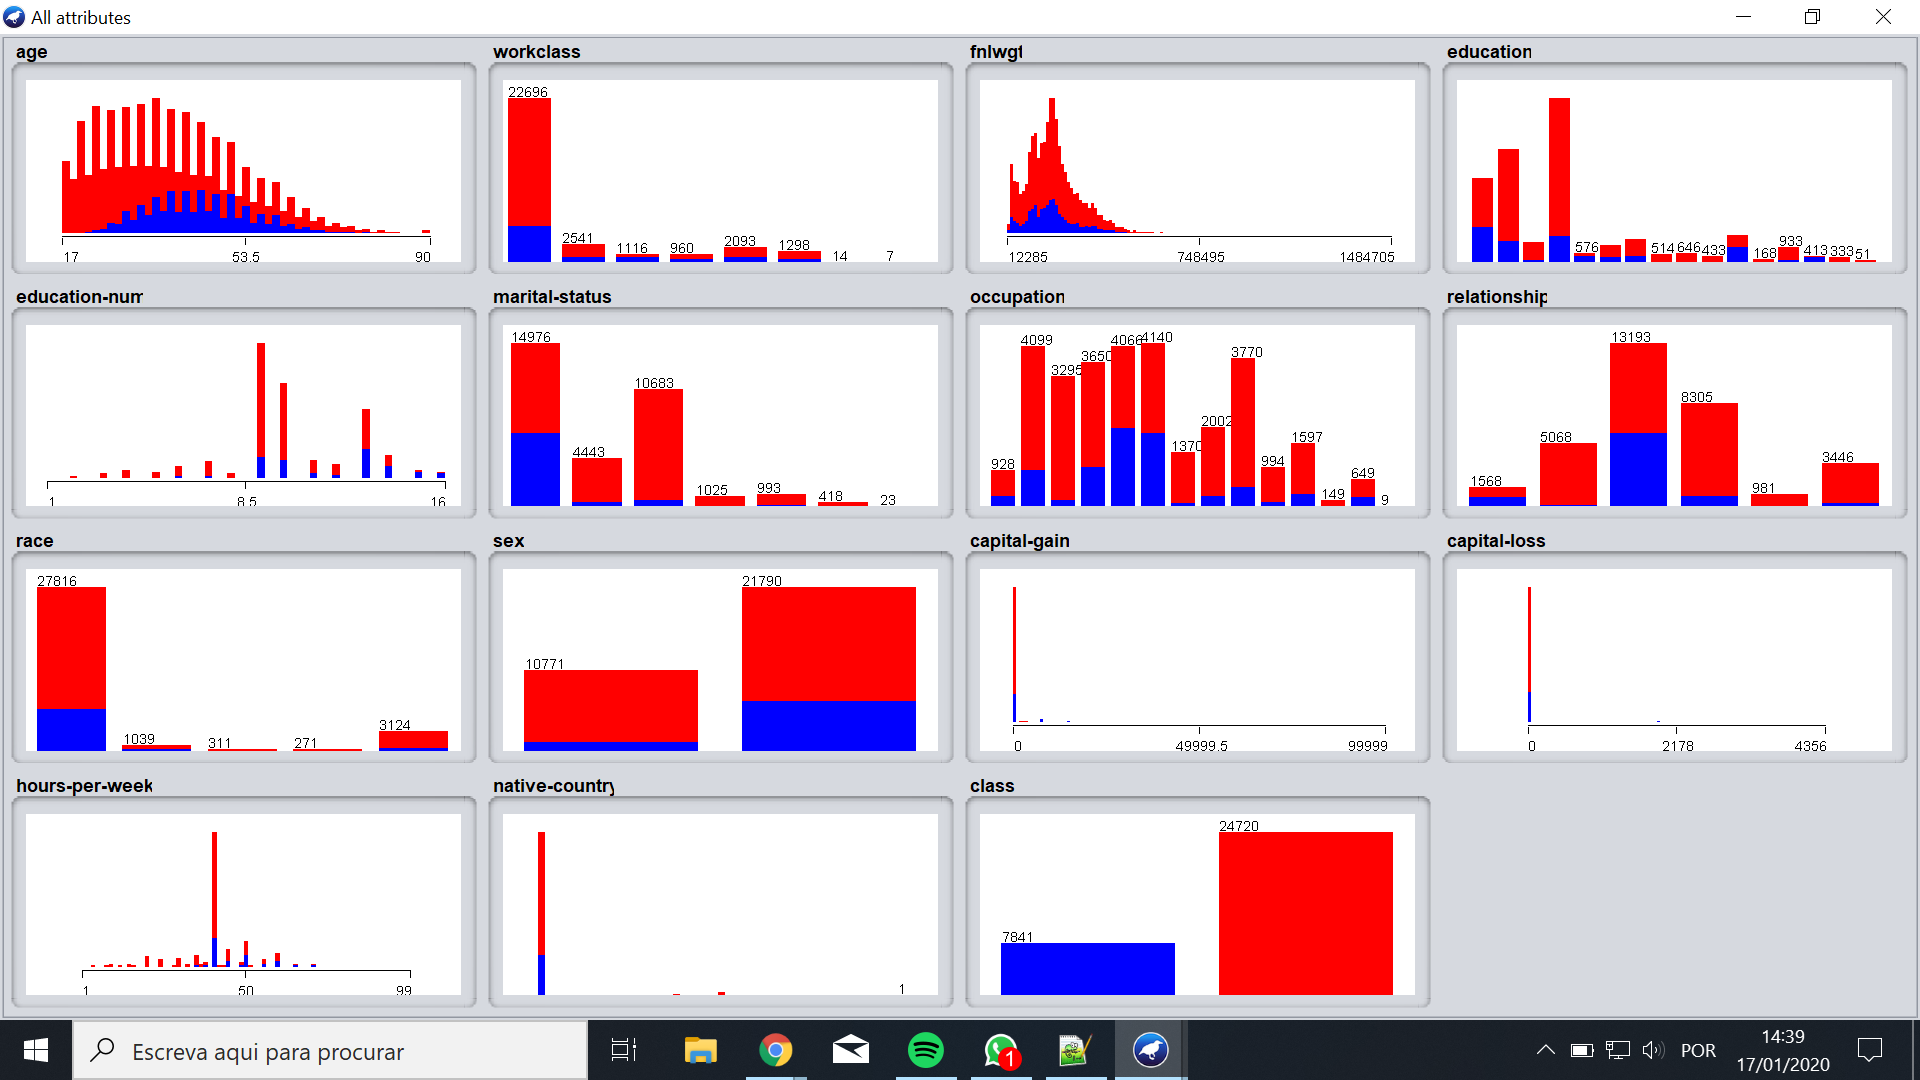 All attributes
age
17 53.5 90
workclass
22696
2541 1116 960 2093 1298 14 7
fnlwgt
12285 748495 1484705
education
576 514 646 433 168 933 413 333 51
education-num
1 8.5 16
marital-status
14976
4443 10683 1025 993 418 23
occupation
928 4099 3295 3650 4066 4140 1370 2002 3770 994 1597 149 649 9
relationship
1568 5068 13193 8305 981 3446
race
27816
1039 311 271 3124
sex
10771 21790
capital-gain
0 49999.5 99999
capital-loss
0 2178 4356
hours-per-week
1 50 99
native-country
1
class
7841 24720
Escreva aqui para procurar
1
POR
14:39
17/01/2020